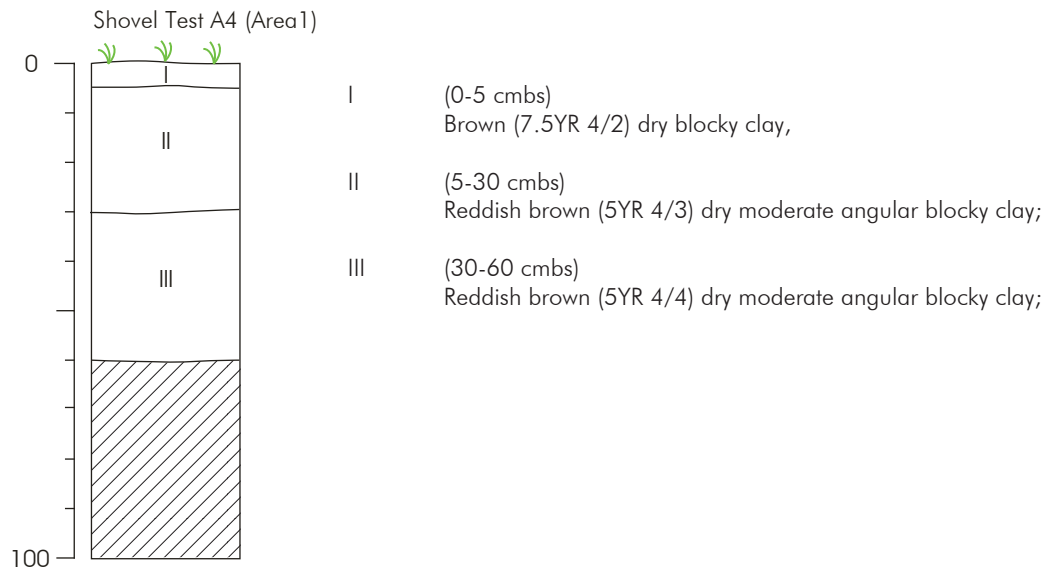 Shovel Test A4 (Area1)
0
I
II
III
100
I (0-5 cmbs)
Brown (7.5YR 4/2) dry blocky clay,
II (5-30 cmbs)
Reddish brown (5YR 4/3) dry moderate angular blocky clay;
III (30-60 cmbs)
Reddish brown (5YR 4/4) dry moderate angular blocky clay;